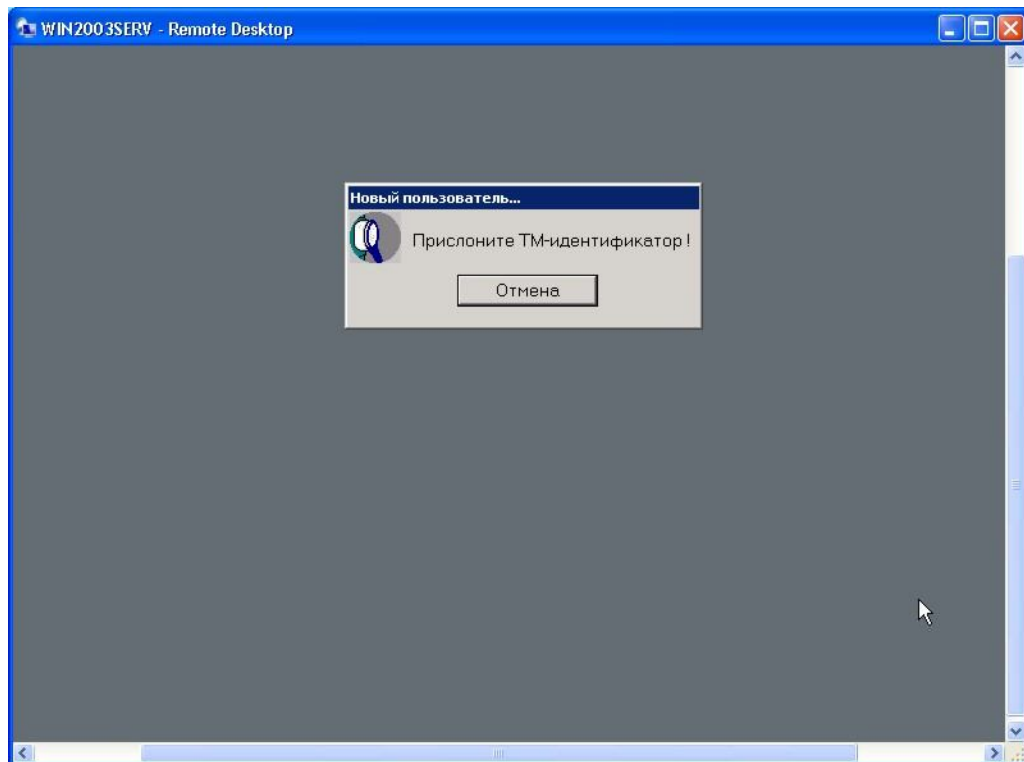 WIN2003SERV - Remote Desktop
Новый пользователь...
Прислоните ТМ-идентификатор !
Отмена